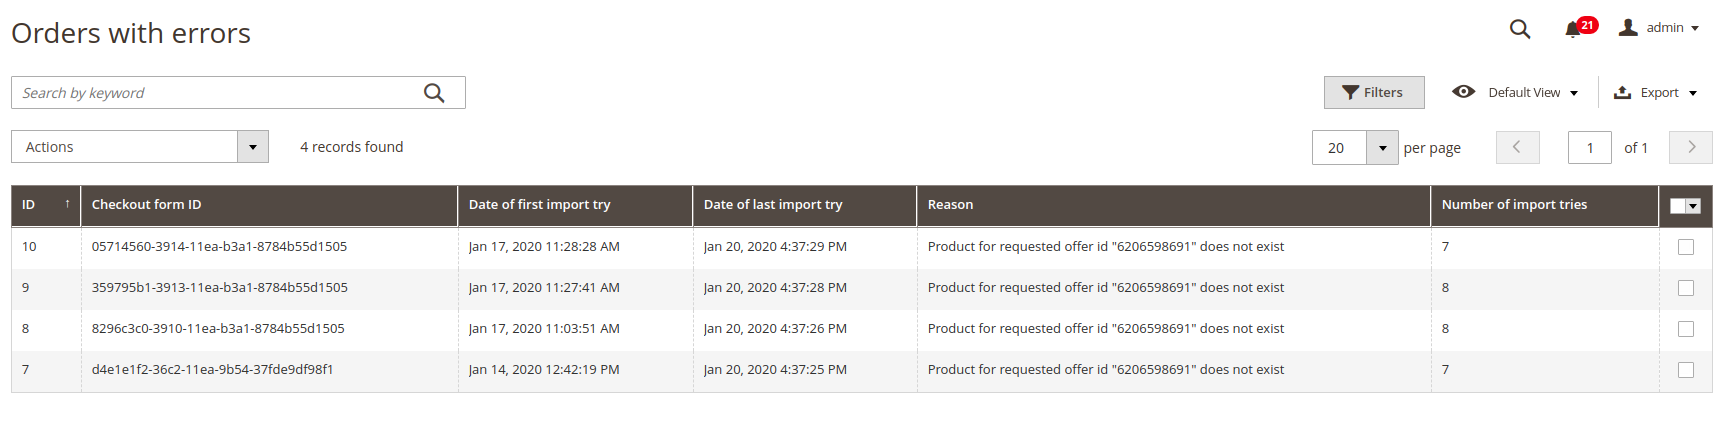 Orders with errors
21
admin
Search by keyword
Filters
Default View
Export
Actions
4 records found
20
per page
1
of 1
ID ↑ Checkout form ID Date of first import try Date of last import try Reason Number of import tries
10 05714560-3914-11ea-b3a1-8784b55d1505 Jan 17, 2020 11:28:28 AM Jan 20, 2020 4:37:29 PM Product for requested offer id "6206598691" does not exist 7
9 359795b1-3913-11ea-b3a1-8784b55d1505 Jan 17, 2020 11:27:41 AM Jan 20, 2020 4:37:28 PM Product for requested offer id "6206598691" does not exist 8
8 8296c3c0-3910-11ea-b3a1-8784b55d1505 Jan 17, 2020 11:03:51 AM Jan 20, 2020 4:37:26 PM Product for requested offer id "6206598691" does not exist 8
7 d4e1e1f2-36c2-11ea-9b54-37fde9df98f1 Jan 14, 2020 12:42:19 PM Jan 20, 2020 4:37:25 PM Product for requested offer id "6206598691" does not exist 7